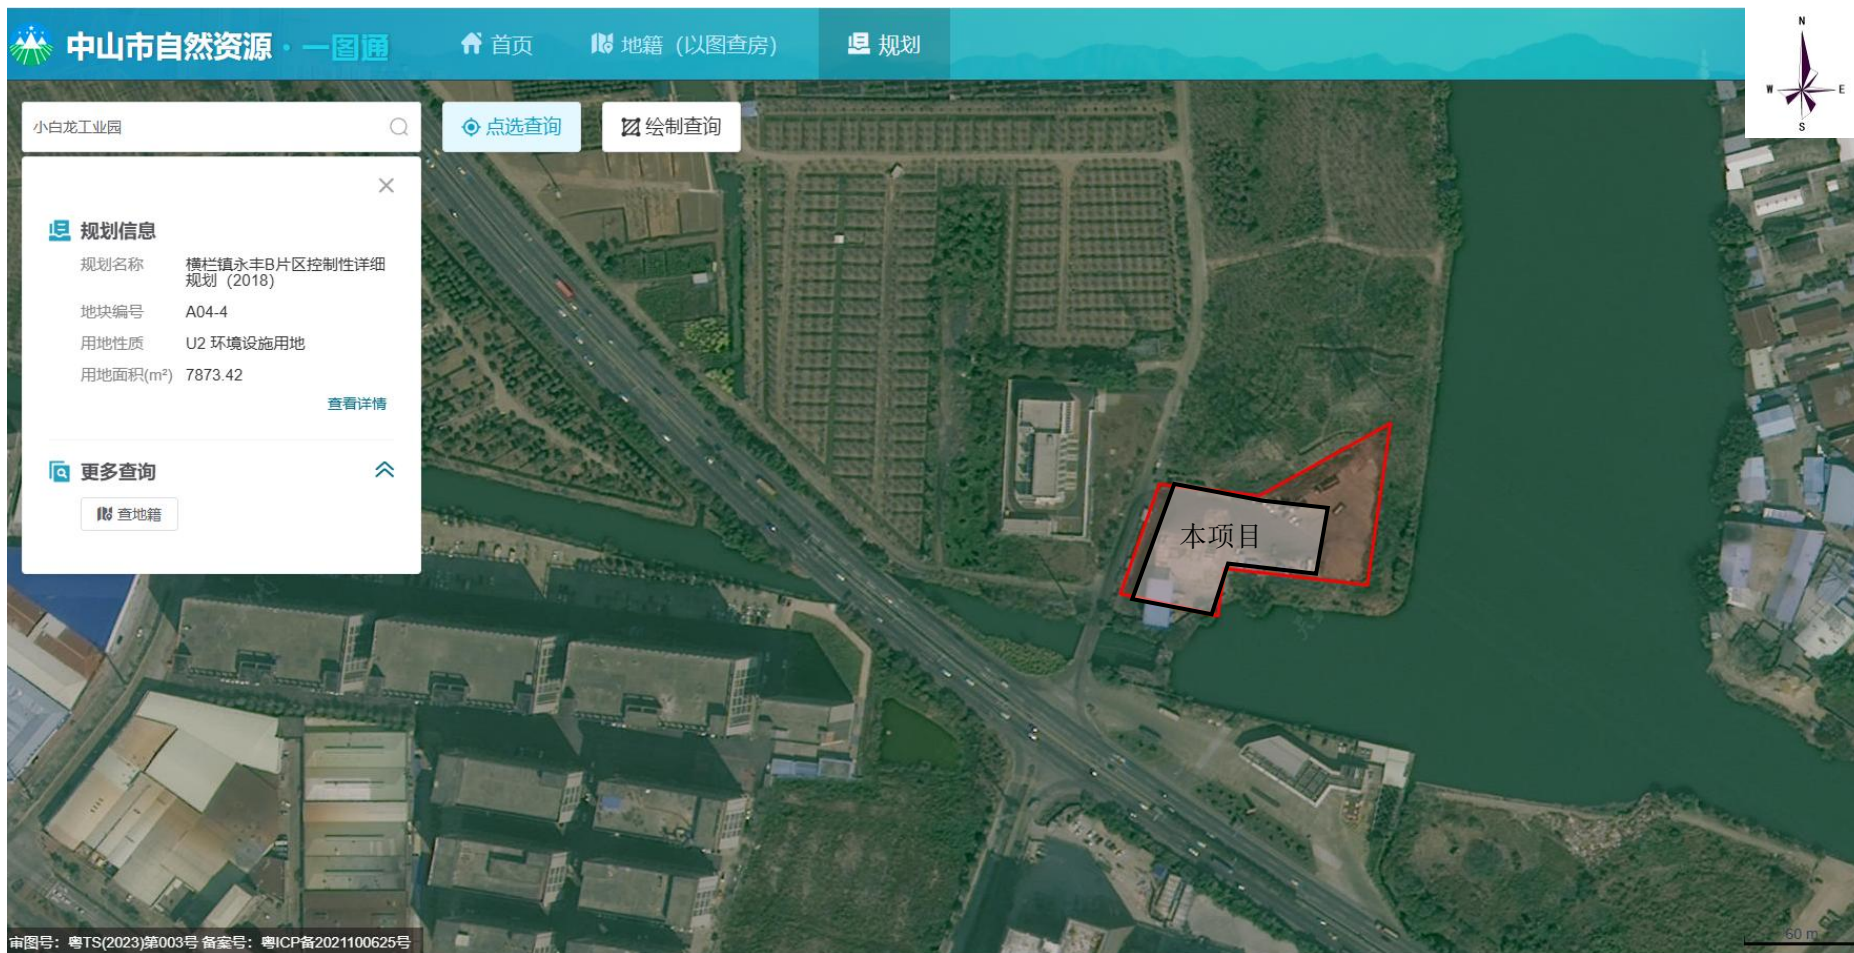 中山市自然资源·一图通
首页
地籍（以图查房）
规划
N
W
E
S
小白龙工业园
点选查询
绘制查询
规划信息
规划名称
横栏镇永丰B片区控制性详细
规划（2018）
地块编号
A04-4
用地性质
U2 环境设施用地
用地面积(m²)
7873.42
查看详情
更多查询
查地籍
本项目
审图号：粤TS(2023)第003号 备案号：粤ICP备2021100625号
60 m